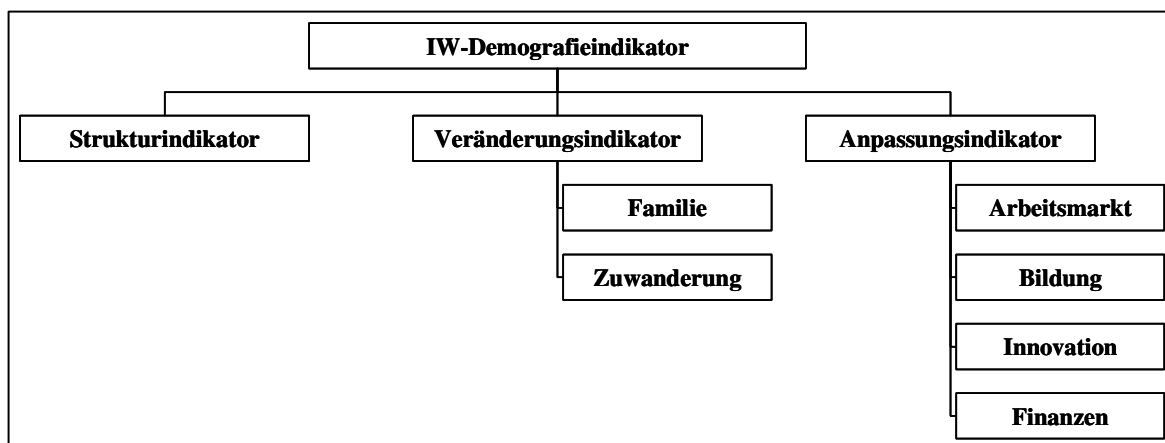 IW-Demografieindikator
Strukturindikator
Veränderungsindikator
Anpassungsindikator
Familie
Zuwanderung
Arbeitsmarkt
Bildung
Innovation
Finanzen